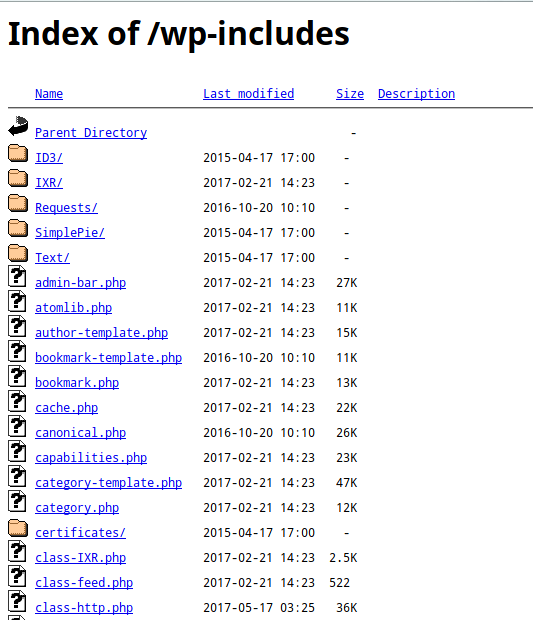 Index of /wp-includes
Name Last modified Size Description
Parent Directory -
ID3/ 2015-04-17 17:00 -
IXR/ 2017-02-21 14:23 -
Requests/ 2016-10-20 10:10 -
SimplePie/ 2015-04-17 17:00 -
Text/ 2015-04-17 17:00 -
admin-bar.php 2017-02-21 14:23 27K
atomlib.php 2017-02-21 14:23 11K
author-template.php 2017-02-21 14:23 15K
bookmark-template.php 2016-10-20 10:10 11K
bookmark.php 2017-02-21 14:23 13K
cache.php 2017-02-21 14:23 22K
canonical.php 2016-10-20 10:10 26K
capabilities.php 2017-02-21 14:23 23K
category-template.php 2017-02-21 14:23 47K
category.php 2017-02-21 14:23 12K
certificates/ 2015-04-17 17:00 -
class-IXR.php 2017-02-21 14:23 2.5K
class-feed.php 2017-02-21 14:23 522
class-http.php 2017-05-17 03:25 36K